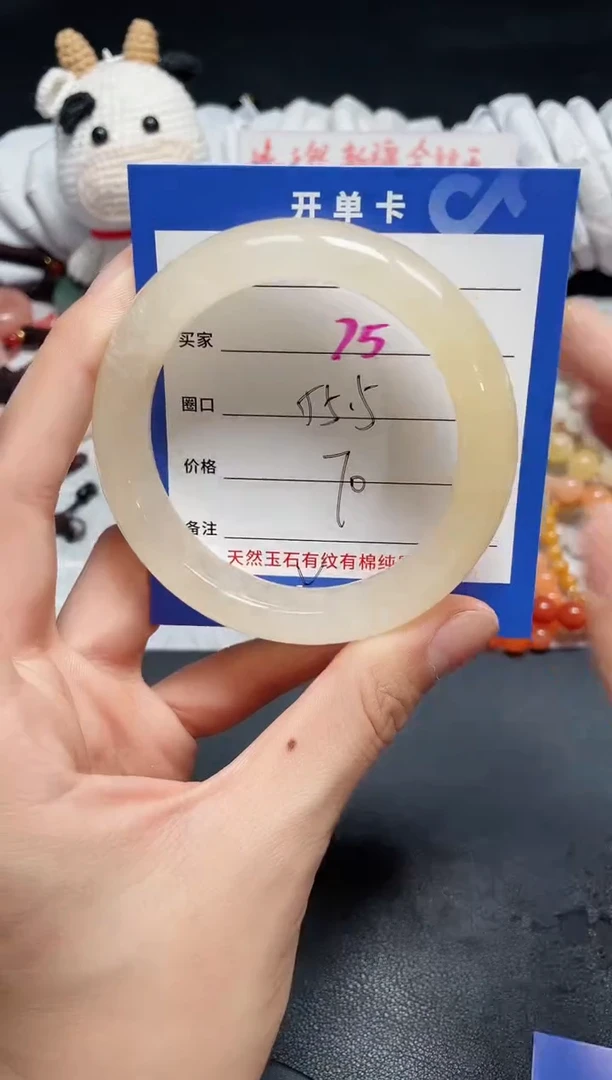 开单卡
买家 75
圈口 55.5
价格 70
备注
天然玉石有纹有棉纯